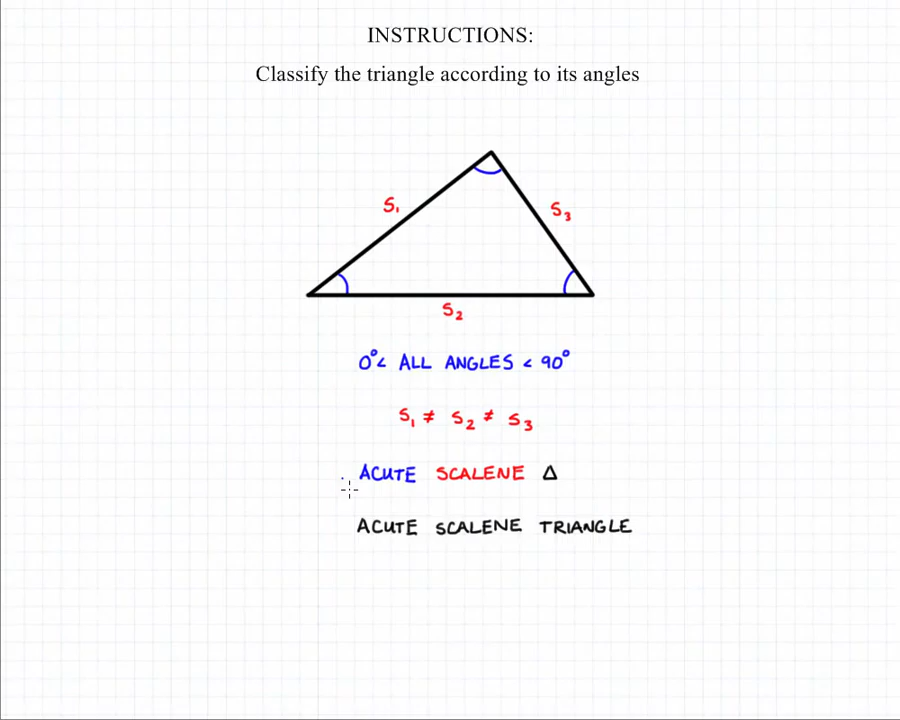 INSTRUCTIONS:
Classify the triangle according to its angles
S₁
S₃
S₂
0°< ALL ANGLES < 90°
S₁ ≠ S₂ ≠ S₃
ACUTE SCALENE Δ
ACUTE SCALENE TRIANGLE